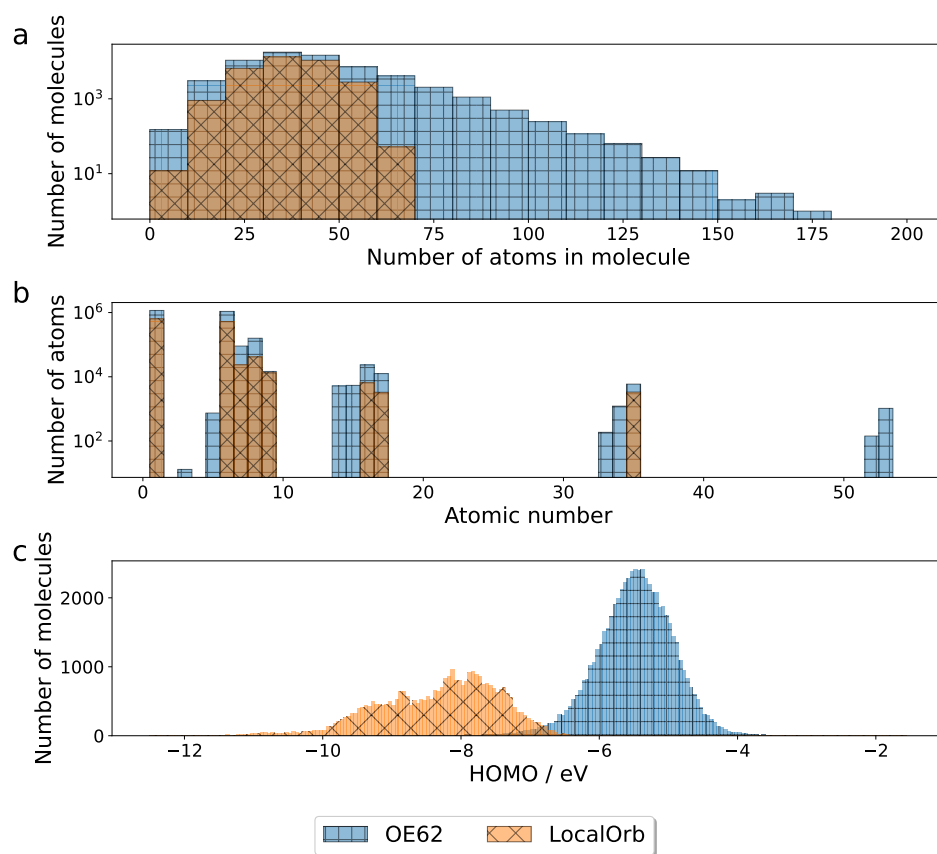 a
Number of molecules
10³
10¹
0 25 50 75 100 125 150 175 200
Number of atoms in molecule
b
Number of atoms
10⁶
10⁴
10²
0 10 20 30 40 50
Atomic number
c
Number of molecules
2000
1000
0
−12 −10 −8 −6 −4 −2
HOMO / eV
OE62 LocalOrb